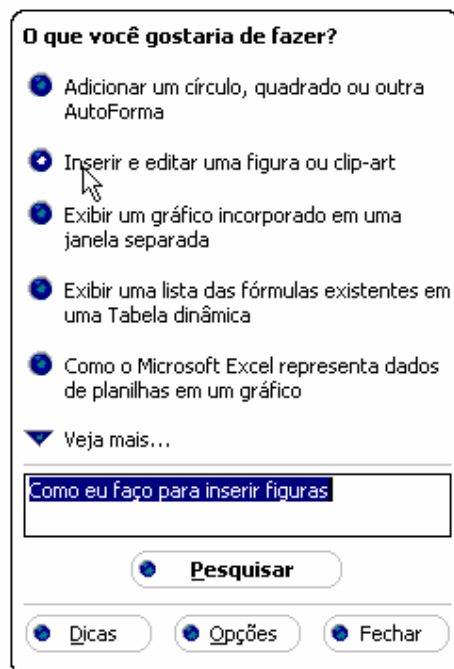 O que você gostaria de fazer?
Adicionar um círculo, quadrado ou outra
AutoForma
Inserir e editar uma figura ou clip-art
Exibir um gráfico incorporado em uma
janela separada
Exibir uma lista das fórmulas existentes em
uma Tabela dinâmica
Como o Microsoft Excel representa dados
de planilhas em um gráfico
Veja mais...
Como eu faço para inserir figuras
Pesquisar
Dicas Opções Fechar